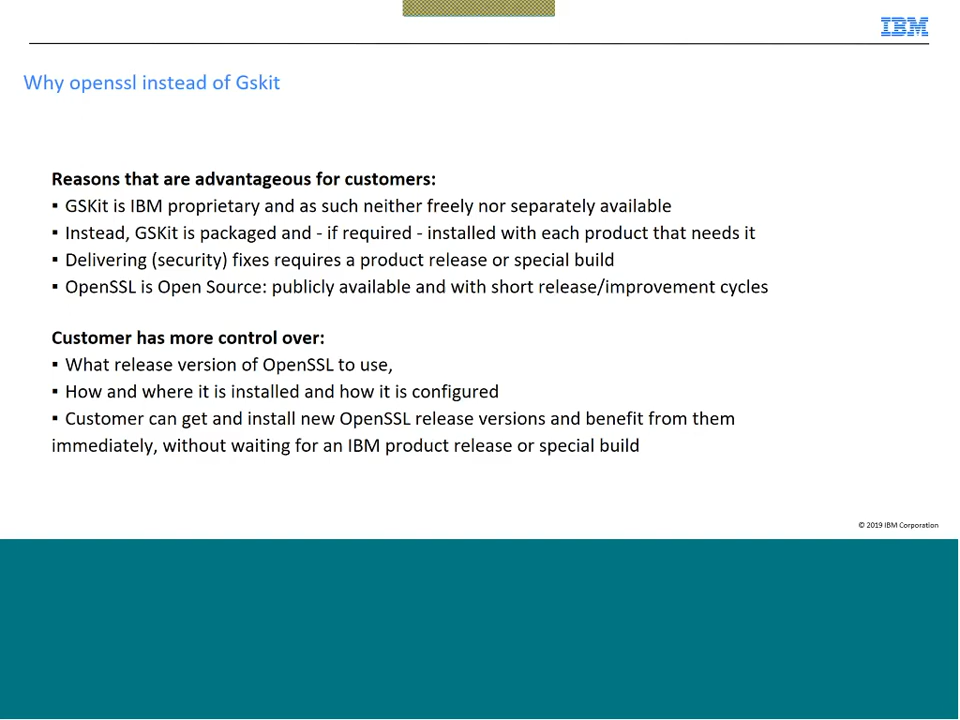 IBM
Why openssl instead of Gskit
Reasons that are advantageous for customers:
▪ GSKit is IBM proprietary and as such neither freely nor separately available
▪ Instead, GSKit is packaged and - if required - installed with each product that needs it
▪ Delivering (security) fixes requires a product release or special build
▪ OpenSSL is Open Source: publicly available and with short release/improvement cycles
Customer has more control over:
▪ What release version of OpenSSL to use,
▪ How and where it is installed and how it is configured
▪ Customer can get and install new OpenSSL release versions and benefit from them
immediately, without waiting for an IBM product release or special build
© 2019 IBM Corporation